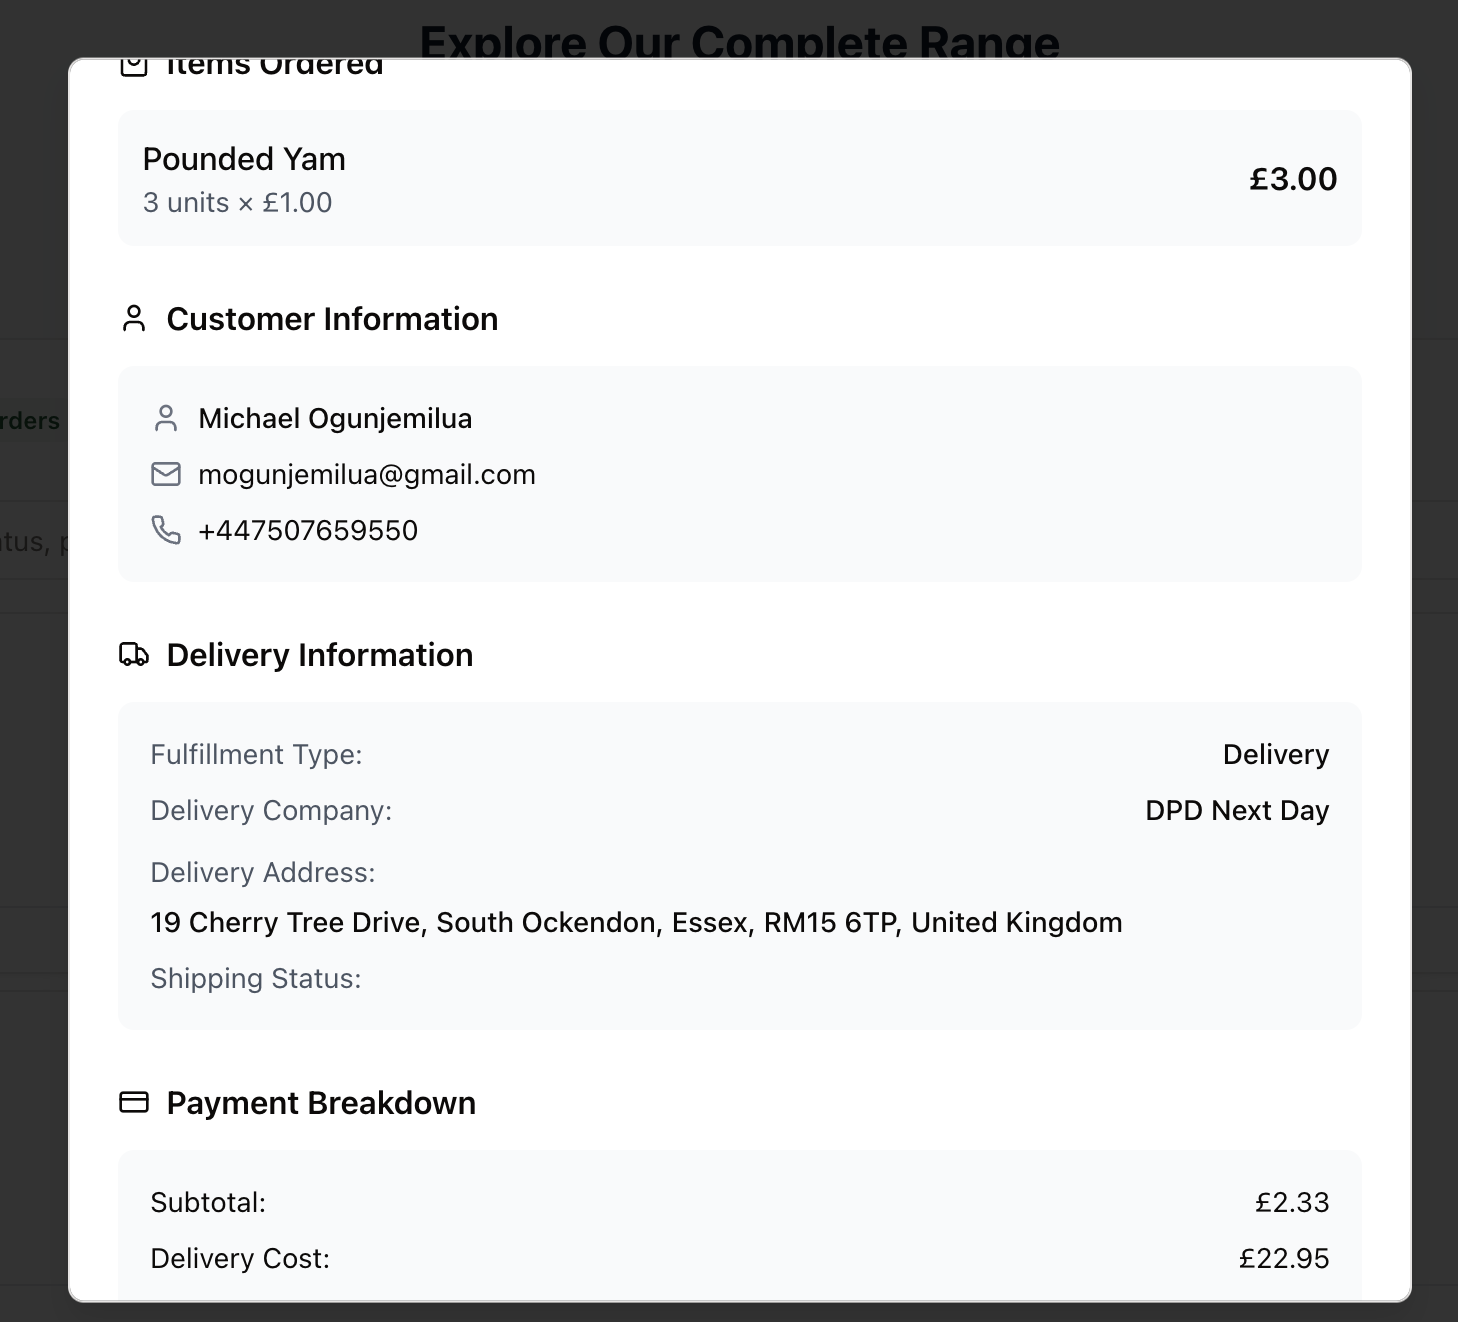 Explore Our Complete Range
Items Ordered
Pounded Yam
3 units × £1.00
£3.00
Customer Information
Michael Ogunjemilua
mogunjemilua@gmail.com
+447507659550
Delivery Information
Fulfillment Type:
Delivery
Delivery Company:
DPD Next Day
Delivery Address:
19 Cherry Tree Drive, South Ockendon, Essex, RM15 6TP, United Kingdom
Shipping Status:
Payment Breakdown
Subtotal:
£2.33
Delivery Cost:
£22.95